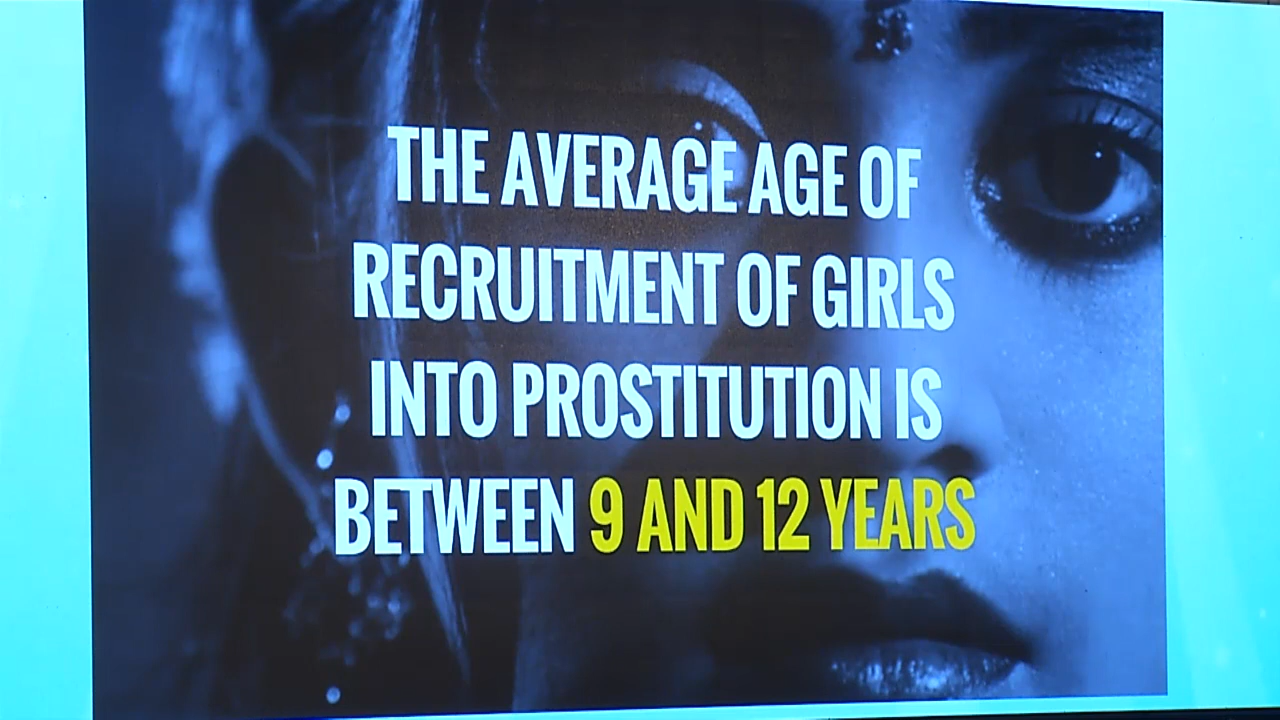 THE AVERAGE AGE OF
RECRUITMENT OF GIRLS
INTO PROSTITUTION IS
BETWEEN 9 AND 12 YEARS